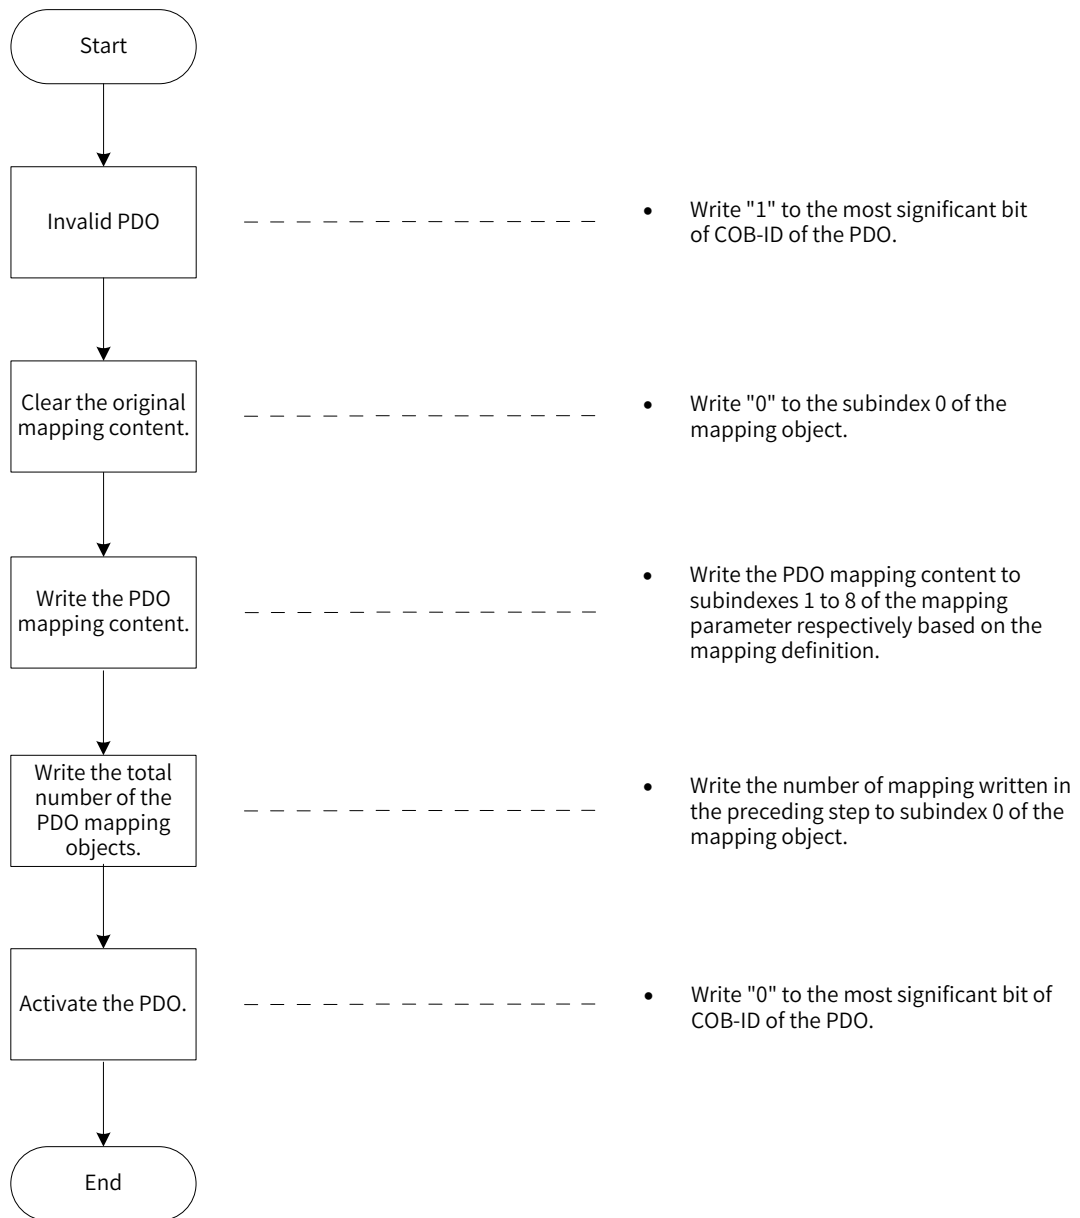 Start
Invalid PDO
• Write "1" to the most significant bit
of COB-ID of the PDO.
Clear the original
mapping content.
• Write "0" to the subindex 0 of the
mapping object.
Write the PDO
mapping content.
• Write the PDO mapping content to
subindexes 1 to 8 of the mapping
parameter respectively based on the
mapping definition.
Write the total
number of the
PDO mapping
objects.
• Write the number of mapping written in
the preceding step to subindex 0 of the
mapping object.
Activate the PDO.
• Write "0" to the most significant bit of
COB-ID of the PDO.
End